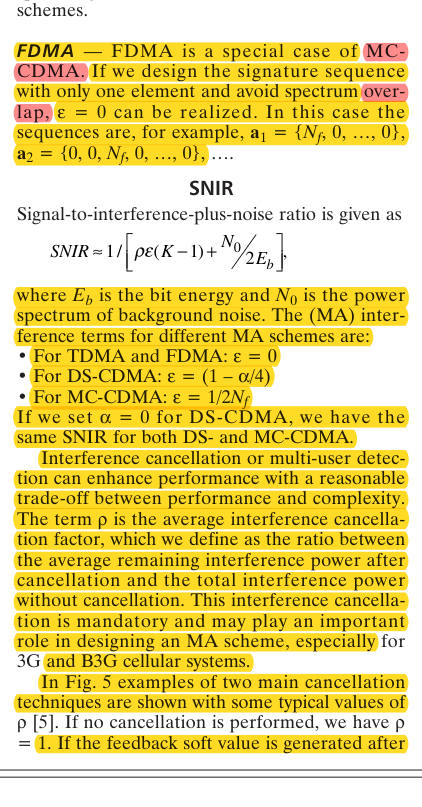 schemes.
FDMA — FDMA is a special case of MC-
CDMA. If we design the signature sequence
with only one element and avoid spectrum over-
lap, ε = 0 can be realized. In this case the
sequences are, for example, a₁ = {Nf, 0, …, 0},
a₂ = {0, 0, Nf, 0, …, 0}, ….
SNIR
Signal-to-interference-plus-noise ratio is given as
SNIR ≈ 1/[ρε(K – 1) + N₀/2E_b],
where E_b is the bit energy and N₀ is the power
spectrum of background noise. The (MA) inter-
ference terms for different MA schemes are:
• For TDMA and FDMA: ε = 0
• For DS-CDMA: ε = (1 – α/4)
• For MC-CDMA: ε = 1/2Nf
If we set α = 0 for DS-CDMA, we have the
same SNIR for both DS- and MC-CDMA.
Interference cancellation or multi-user detec-
tion can enhance performance with a reasonable
trade-off between performance and complexity.
The term ρ is the average interference cancella-
tion factor, which we define as the ratio between
the average remaining interference power after
cancellation and the total interference power
without cancellation. This interference cancella-
tion is mandatory and may play an important
role in designing an MA scheme, especially for
3G and B3G cellular systems.
In Fig. 5 examples of two main cancellation
techniques are shown with some typical values of
ρ [5]. If no cancellation is performed, we have ρ
= 1. If the feedback soft value is generated after